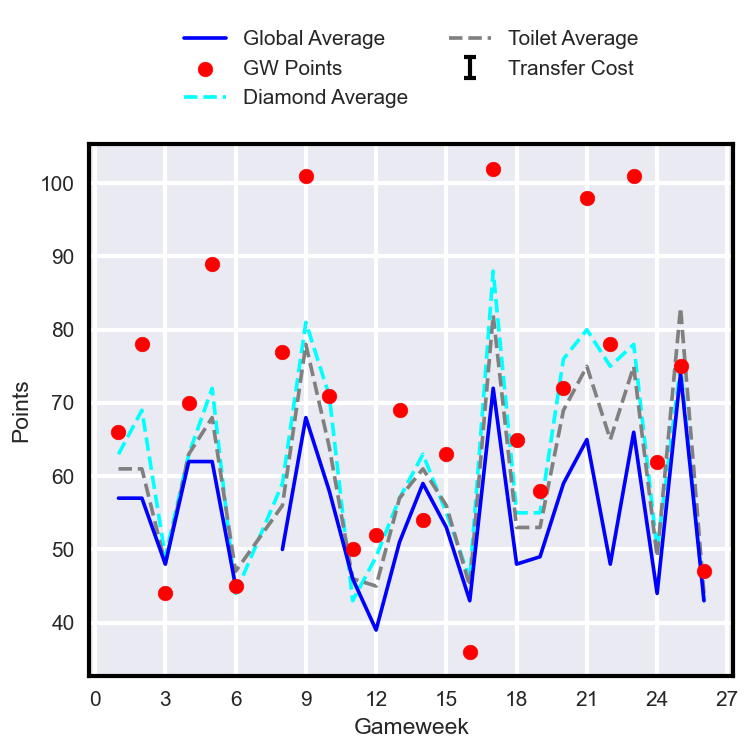 Global Average
GW Points
Diamond Average
Toilet Average
Transfer Cost
Points
100
90
80
70
60
50
40
0 3 6 9 12 15 18 21 24 27
Gameweek